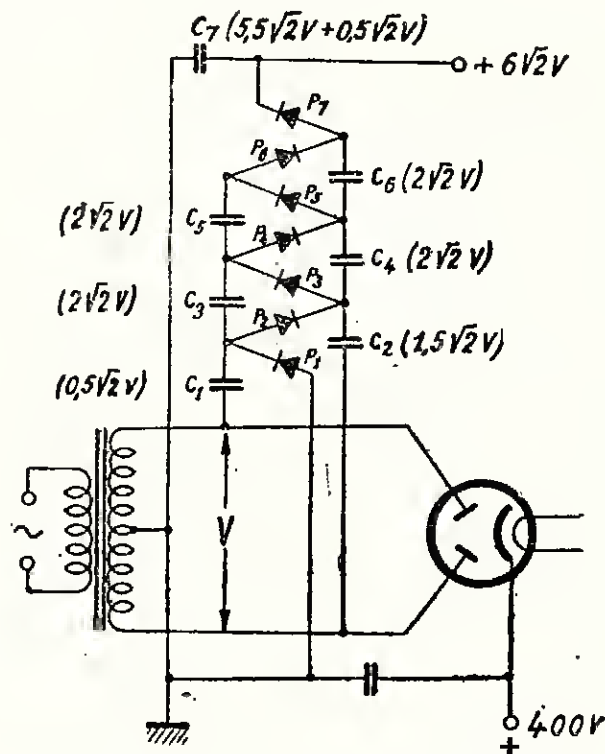 C7 (5,5√2V+0,5√2V)
+ 6√2V
P7
P6
C6 (2√2V)
P5
(2√2V)
C5
P4
C4 (2√2V)
P3
(2√2V)
C3
P2
C2 (1,5√2V)
P1
(0,5√2V)
C1
~
V
400V
+